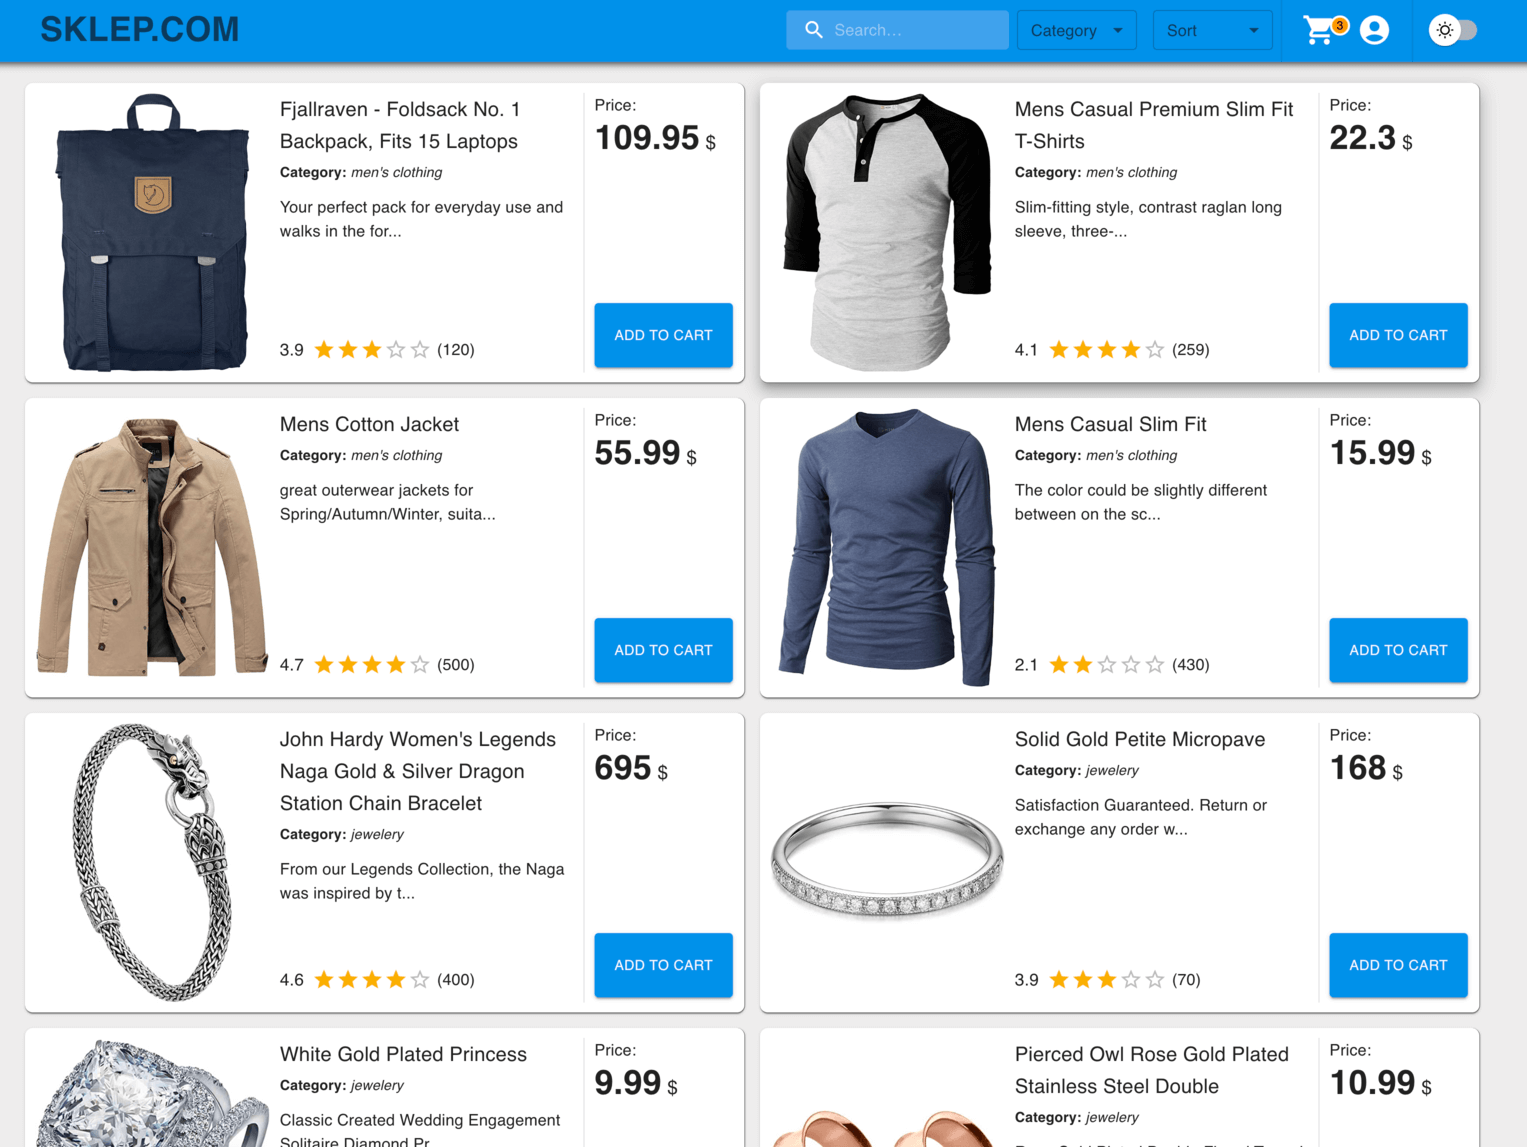 SKLEP.COM
Search...
Category
Sort
3
Fjallraven - Foldsack No. 1
Backpack, Fits 15 Laptops
Category: men's clothing
Your perfect pack for everyday use and
walks in the for...
3.9 (120)
Price:
109.95 $
ADD TO CART
Mens Casual Premium Slim Fit
T-Shirts
Category: men's clothing
Slim-fitting style, contrast raglan long
sleeve, three-...
4.1 (259)
Price:
22.3 $
ADD TO CART
Mens Cotton Jacket
Category: men's clothing
great outerwear jackets for
Spring/Autumn/Winter, suita...
4.7 (500)
Price:
55.99 $
ADD TO CART
Mens Casual Slim Fit
Category: men's clothing
The color could be slightly different
between on the sc...
2.1 (430)
Price:
15.99 $
ADD TO CART
John Hardy Women's Legends
Naga Gold & Silver Dragon
Station Chain Bracelet
Category: jewelery
From our Legends Collection, the Naga
was inspired by t...
4.6 (400)
Price:
695 $
ADD TO CART
Solid Gold Petite Micropave
Category: jewelery
Satisfaction Guaranteed. Return or
exchange any order w...
3.9 (70)
Price:
168 $
ADD TO CART
White Gold Plated Princess
Category: jewelery
Classic Created Wedding Engagement
Solitaire Diamond Pr
Price:
9.99 $
Pierced Owl Rose Gold Plated
Stainless Steel Double
Category: jewelery
Price:
10.99 $